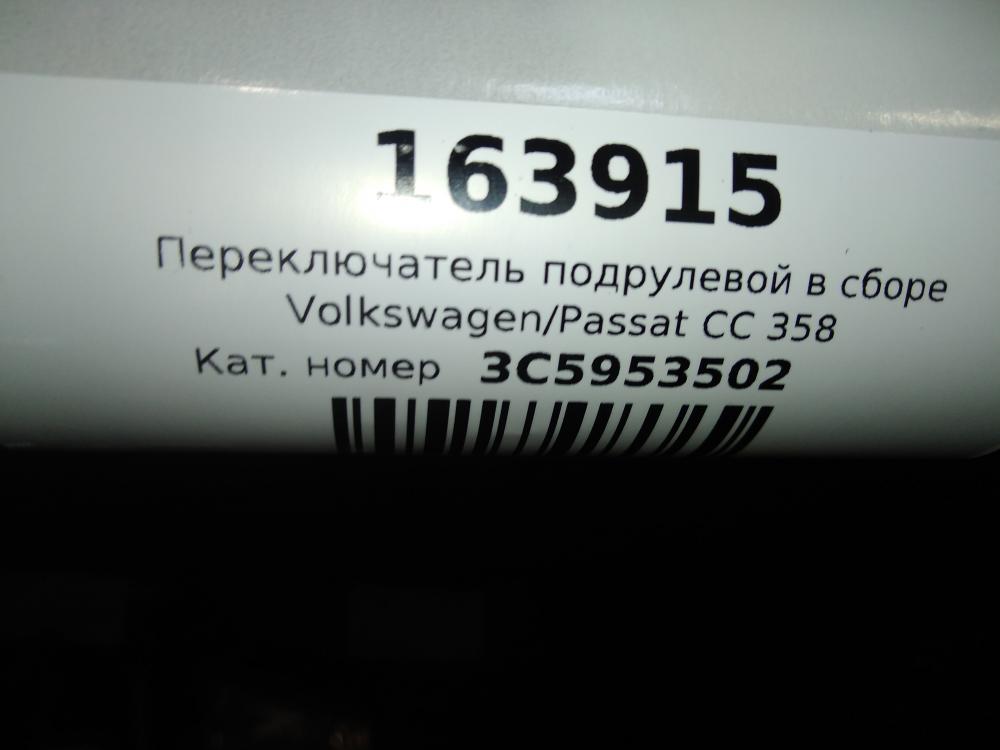 163915
Переключатель подрулевой в сборе
Volkswagen/Passat CC 358
Кат. номер 3C5953502